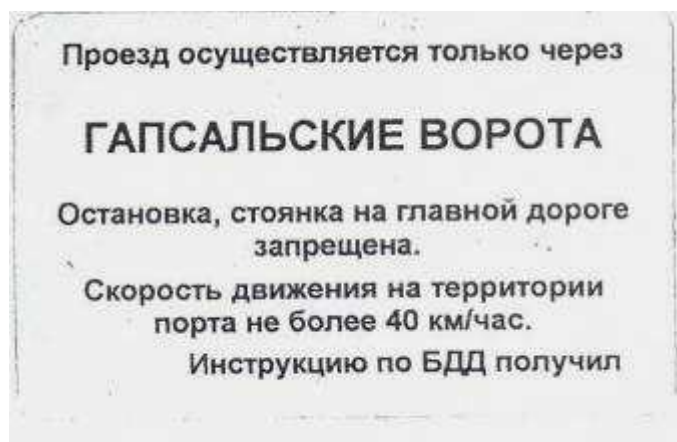 Проезд осуществляется только через
ГАПСАЛЬСКИЕ ВОРОТА
Остановка, стоянка на главной дороге
запрещена.
Скорость движения на территории
порта не более 40 км/час.
Инструкцию по БДД получил